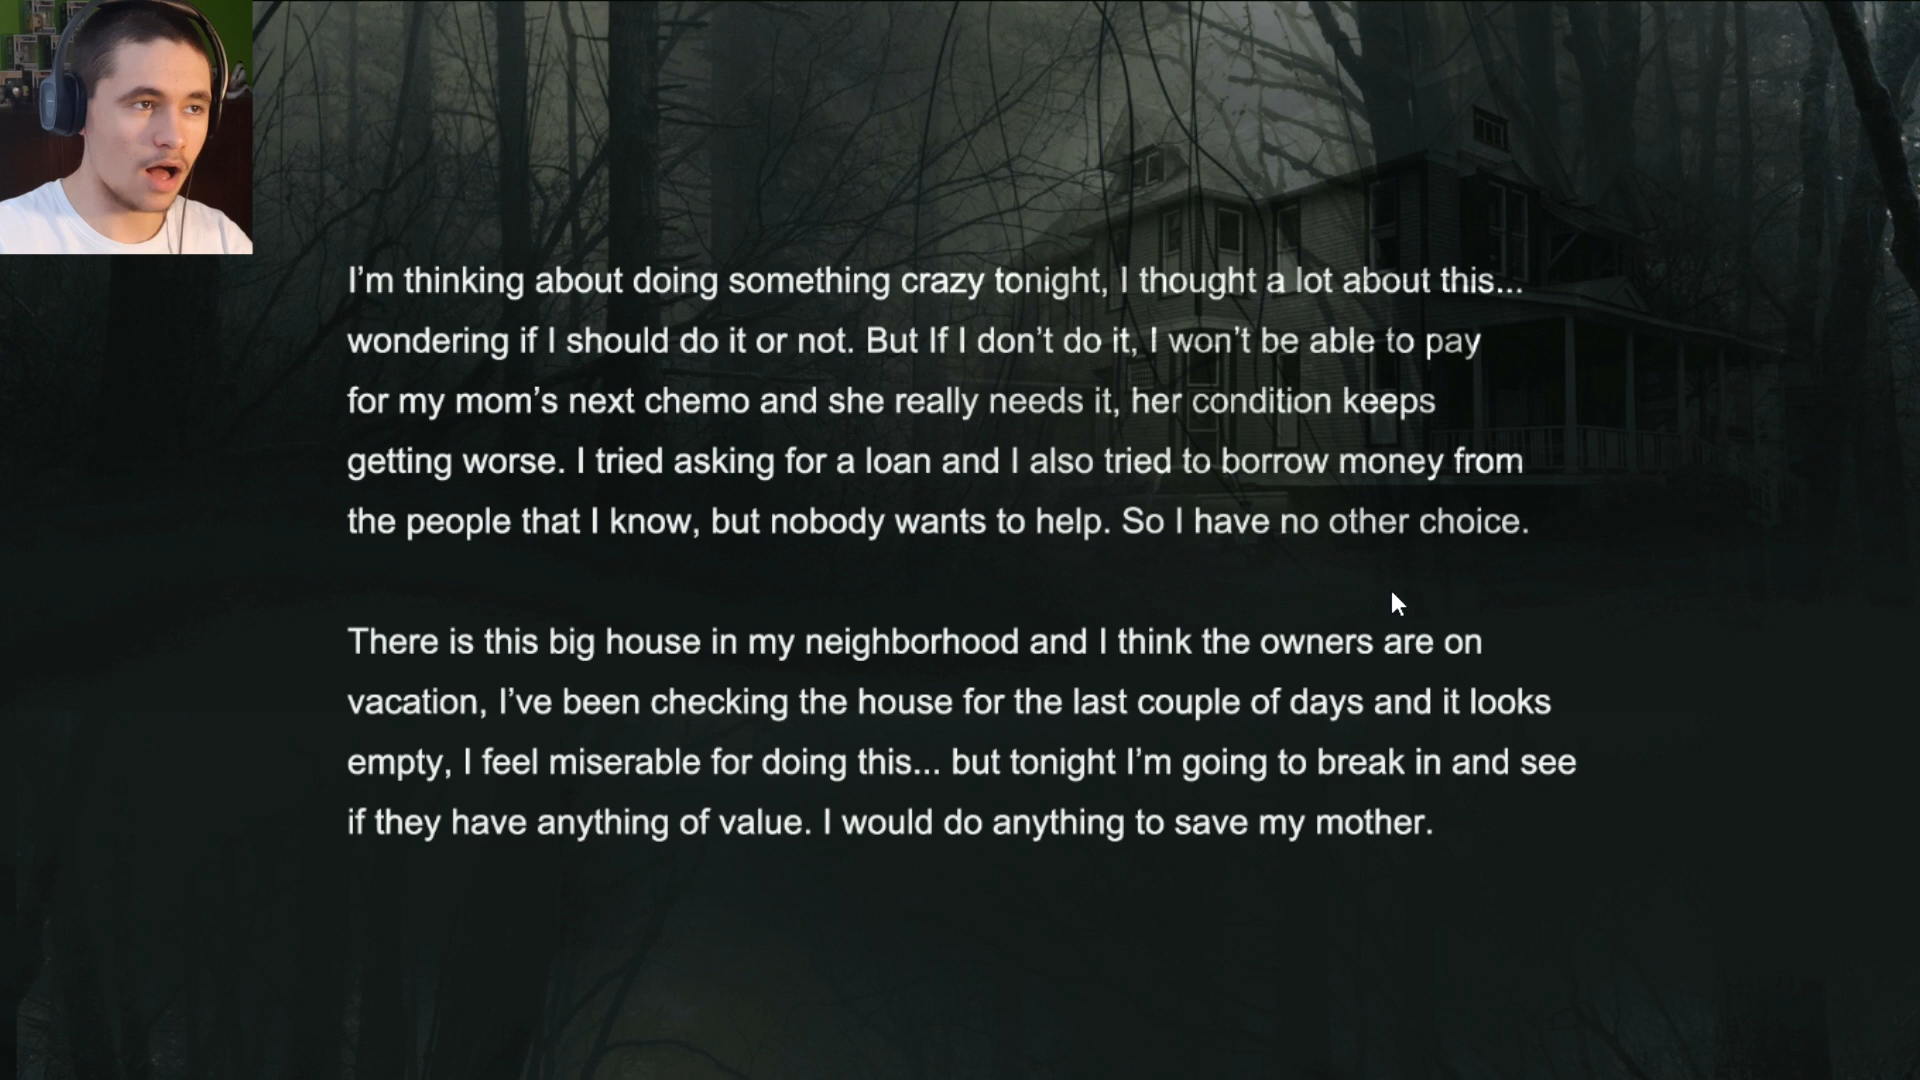 I'm thinking about doing something crazy tonight, I thought a lot about this...
wondering if I should do it or not. But If I don't do it, I won't be able to pay
for my mom's next chemo and she really needs it, her condition keeps
getting worse. I tried asking for a loan and I also tried to borrow money from
the people that I know, but nobody wants to help. So I have no other choice.
There is this big house in my neighborhood and I think the owners are on
vacation, I've been checking the house for the last couple of days and it looks
empty, I feel miserable for doing this... but tonight I'm going to break in and see
if they have anything of value. I would do anything to save my mother.